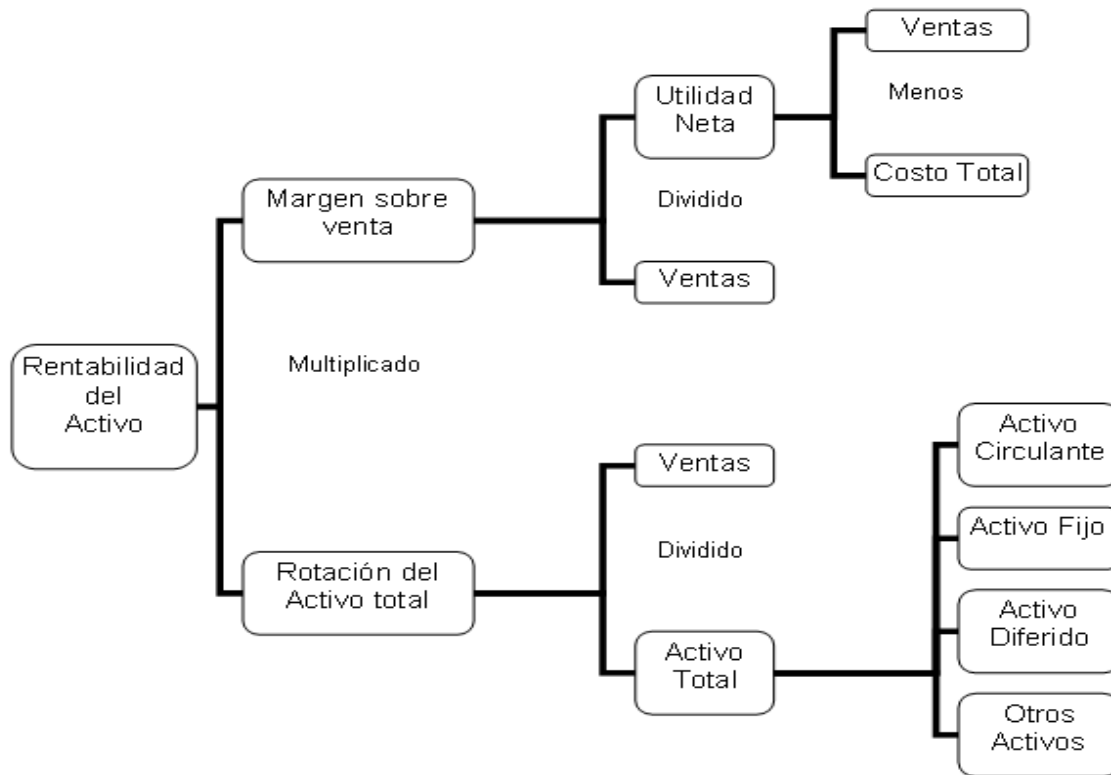 Ventas
Utilidad
Neta
Menos
Costo Total
Margen sobre
venta
Dividido
Ventas
Rentabilidad
del
Activo
Multiplicado
Ventas
Activo
Circulante
Activo Fijo
Dividido
Rotación del
Activo total
Activo
Total
Activo
Diferido
Otros
Activos